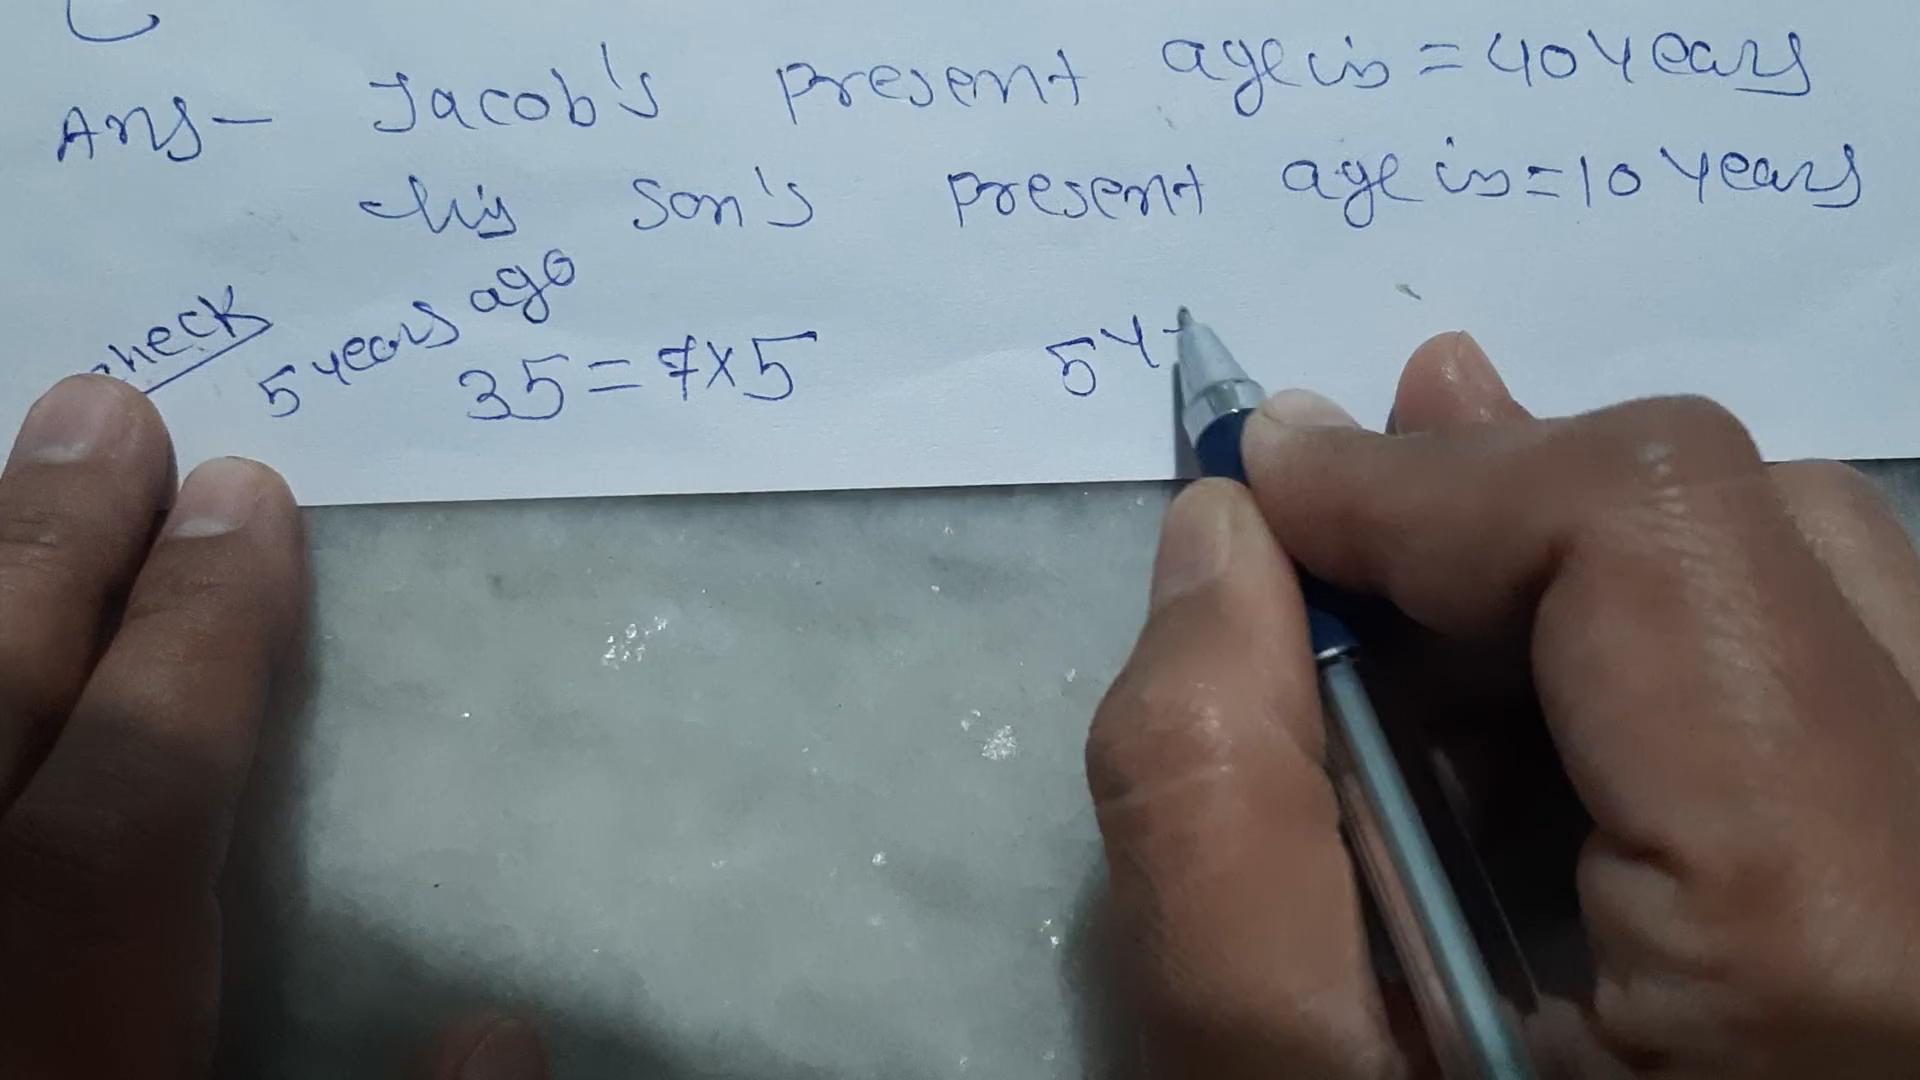 Ans- Jacob's present age is = 40 years
his son's present age is = 10 years
check
5 years ago
35 = 7x5
5 y